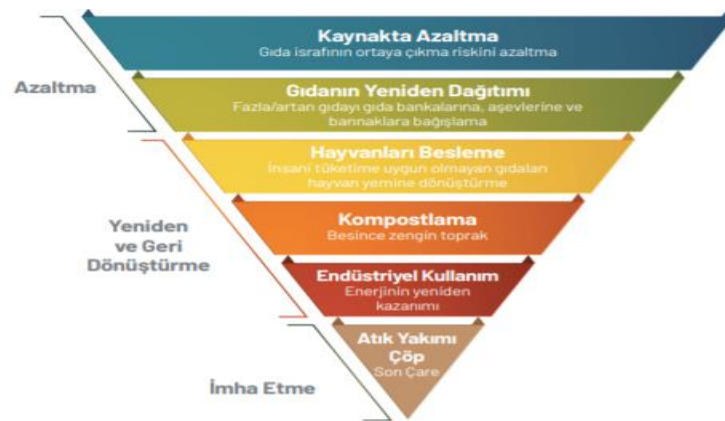 Kaynakta Azaltma
Gıda israfının ortaya çıkma riskini azaltma
Azaltma
Gıdanın Yeniden Dağıtımı
Fazla/artan gıdayı gıda bankalarına, aşevlerine ve
barınaklara bağışlama
Hayvanları Besleme
İnsani tüketime uygun olmayan gıdaları
hayvan yemine dönüştürme
Yeniden
ve Geri
Dönüştürme
Kompostlama
Besince zengin toprak
Endüstriyel Kullanım
Enerjinin yeniden
kazanımı
Atık Yakımı
Çöp
Son Çare
İmha Etme